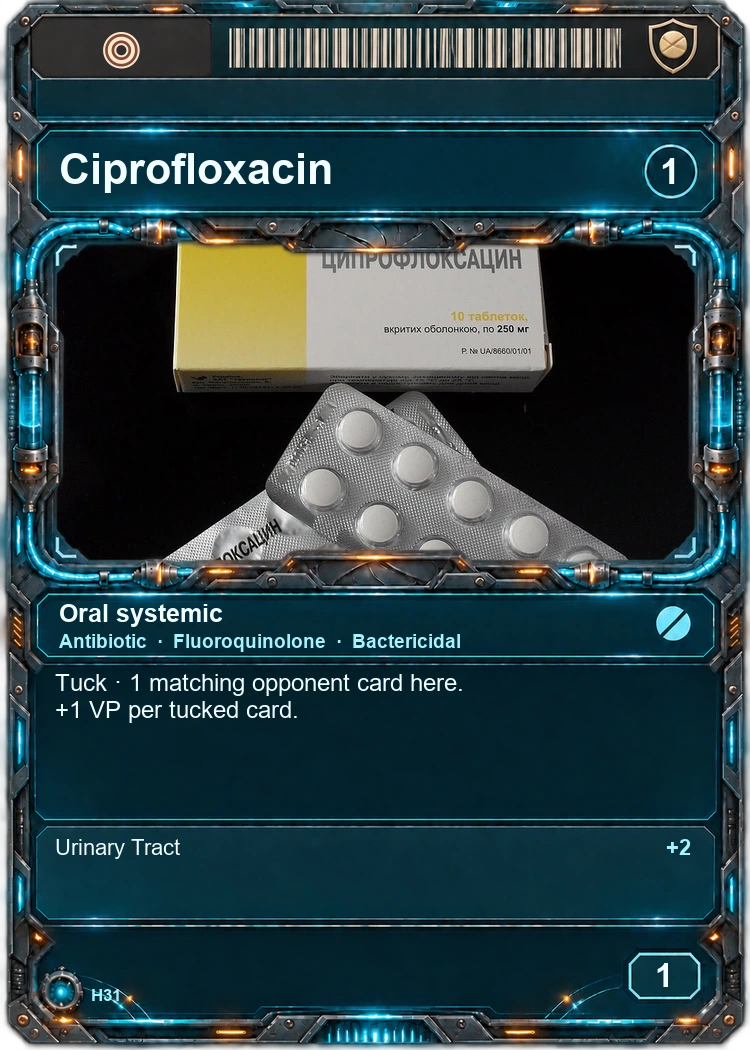 Ciprofloxacin
1
ЦИПРОФЛОКСАЦИН
10 таблеток,
вкритих оболонкою, по 250 мг
Р. № UA/8660/01/01
ОКСАЦИН
Oral systemic
Antibiotic · Fluoroquinolone · Bactericidal
Tuck · 1 matching opponent card here.
+1 VP per tucked card.
Urinary Tract +2
H31
1